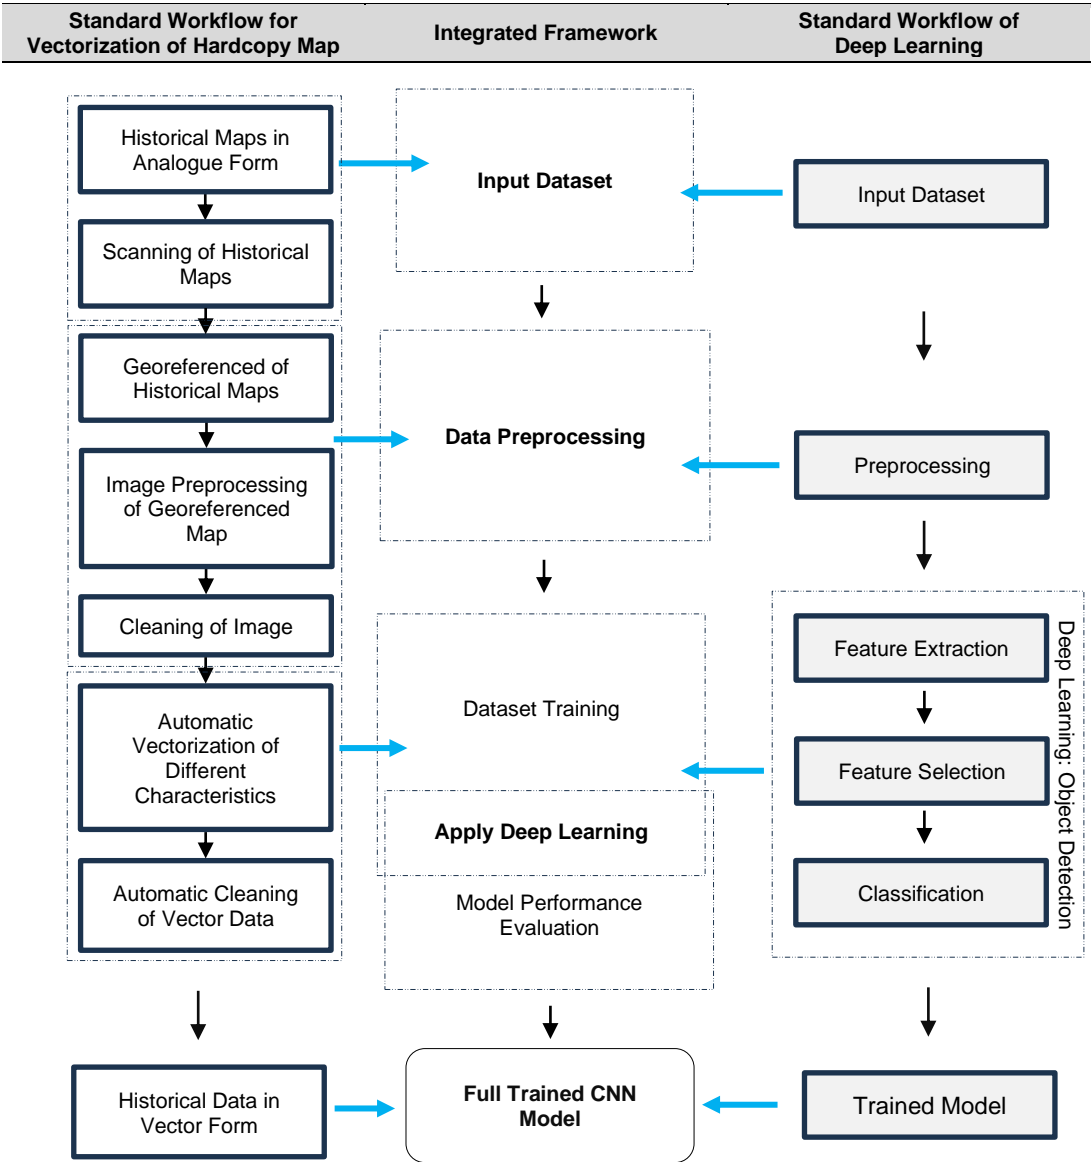 Standard Workflow for
Vectorization of Hardcopy Map
Integrated Framework
Standard Workflow of
Deep Learning
Historical Maps in
Analogue Form
Scanning of Historical
Maps
Georeferenced of
Historical Maps
Image Preprocessing
of Georeferenced
Map
Cleaning of Image
Automatic
Vectorization of
Different
Characteristics
Automatic Cleaning
of Vector Data
Historical Data in
Vector Form
Input Dataset
Data Preprocessing
Dataset Training
Apply Deep Learning
Model Performance
Evaluation
Full Trained CNN
Model
Input Dataset
Preprocessing
Feature Extraction
Feature Selection
Classification
Deep Learning: Object Detection
Trained Model